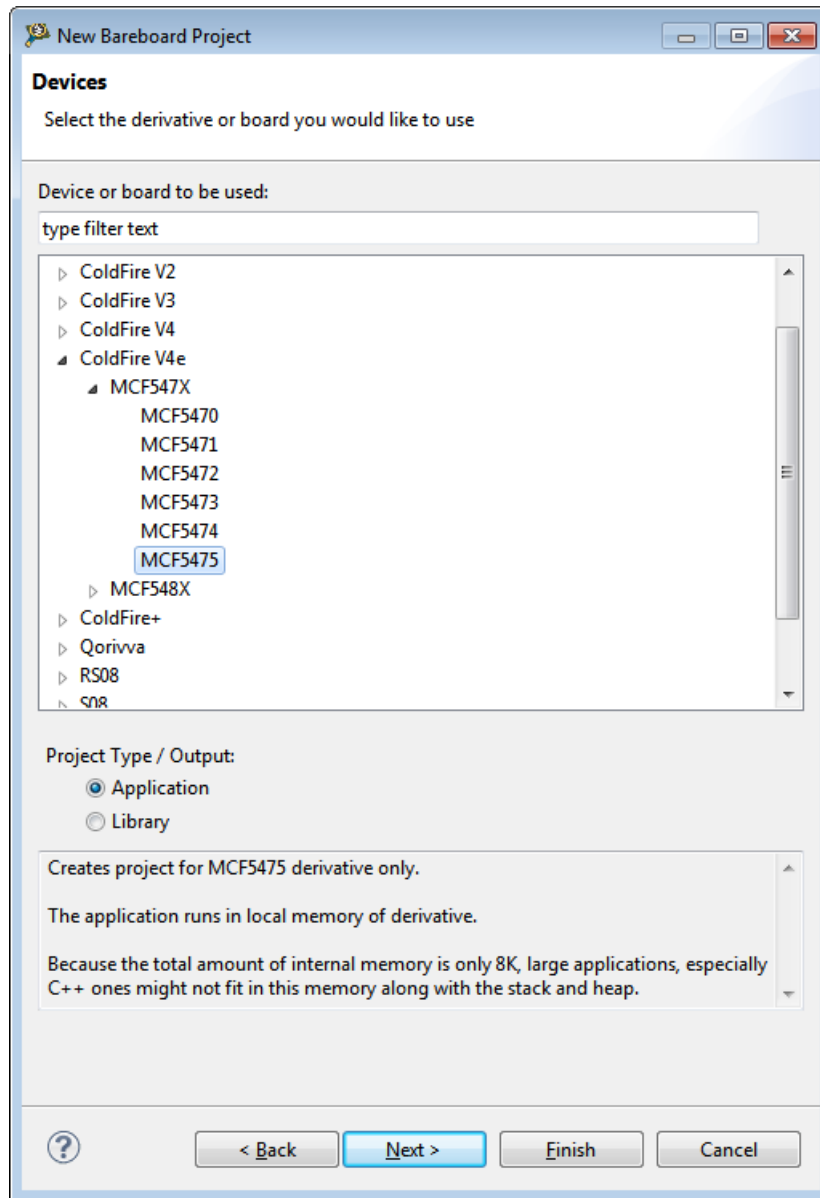 New Bareboard Project
Devices
Select the derivative or board you would like to use
Device or board to be used:
type filter text
ColdFire V2
ColdFire V3
ColdFire V4
ColdFire V4e
MCF547X
MCF5470
MCF5471
MCF5472
MCF5473
MCF5474
MCF5475
MCF548X
ColdFire+
Qorivva
RS08
S08
Project Type / Output:
Application
Library
Creates project for MCF5475 derivative only.
The application runs in local memory of derivative.
Because the total amount of internal memory is only 8K, large applications, especially
C++ ones might not fit in this memory along with the stack and heap.
?
< Back
Next >
Finish
Cancel